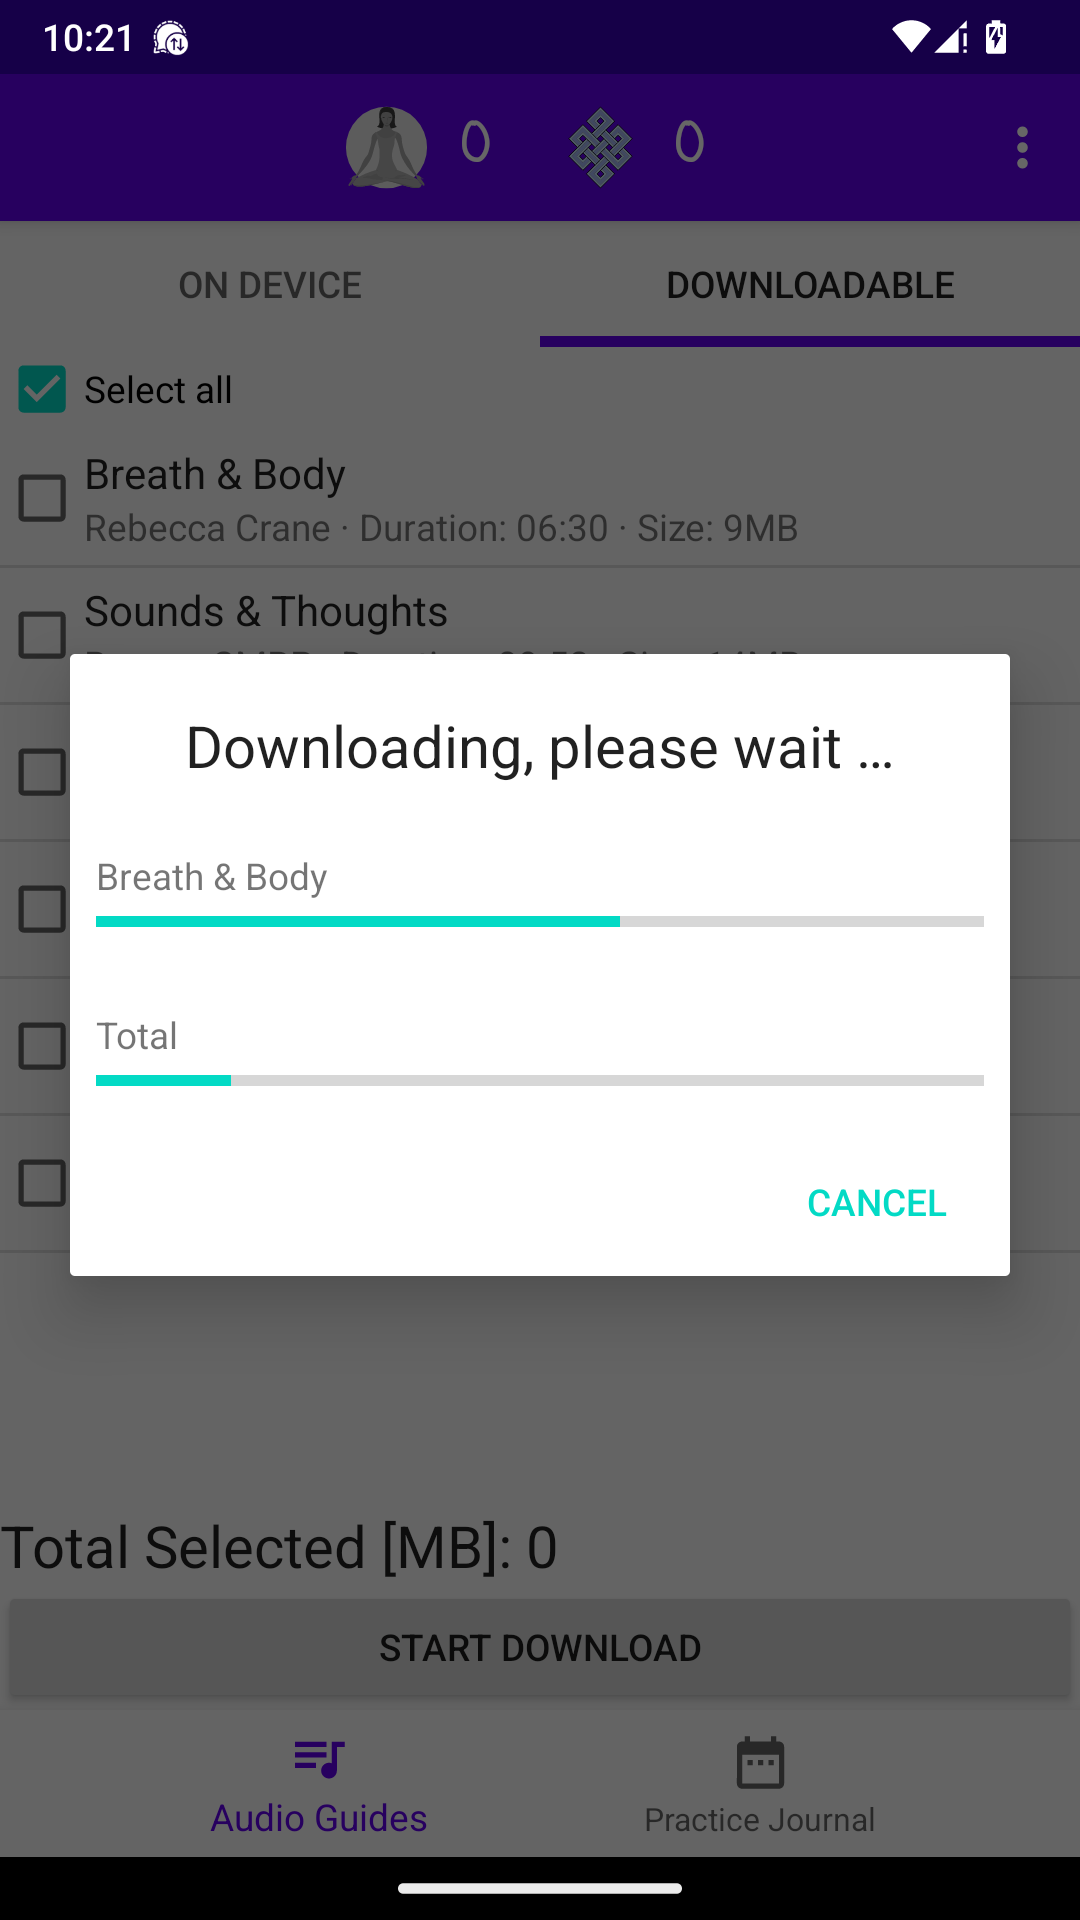 10:21
0 0
ON DEVICE DOWNLOADABLE
Select all
Breath & Body
Rebecca Crane · Duration: 06:30 · Size: 9MB
Sounds & Thoughts
Downloading, please wait ...
Breath & Body
Total
CANCEL
Total Selected [MB]: 0
START DOWNLOAD
Audio Guides Practice Journal